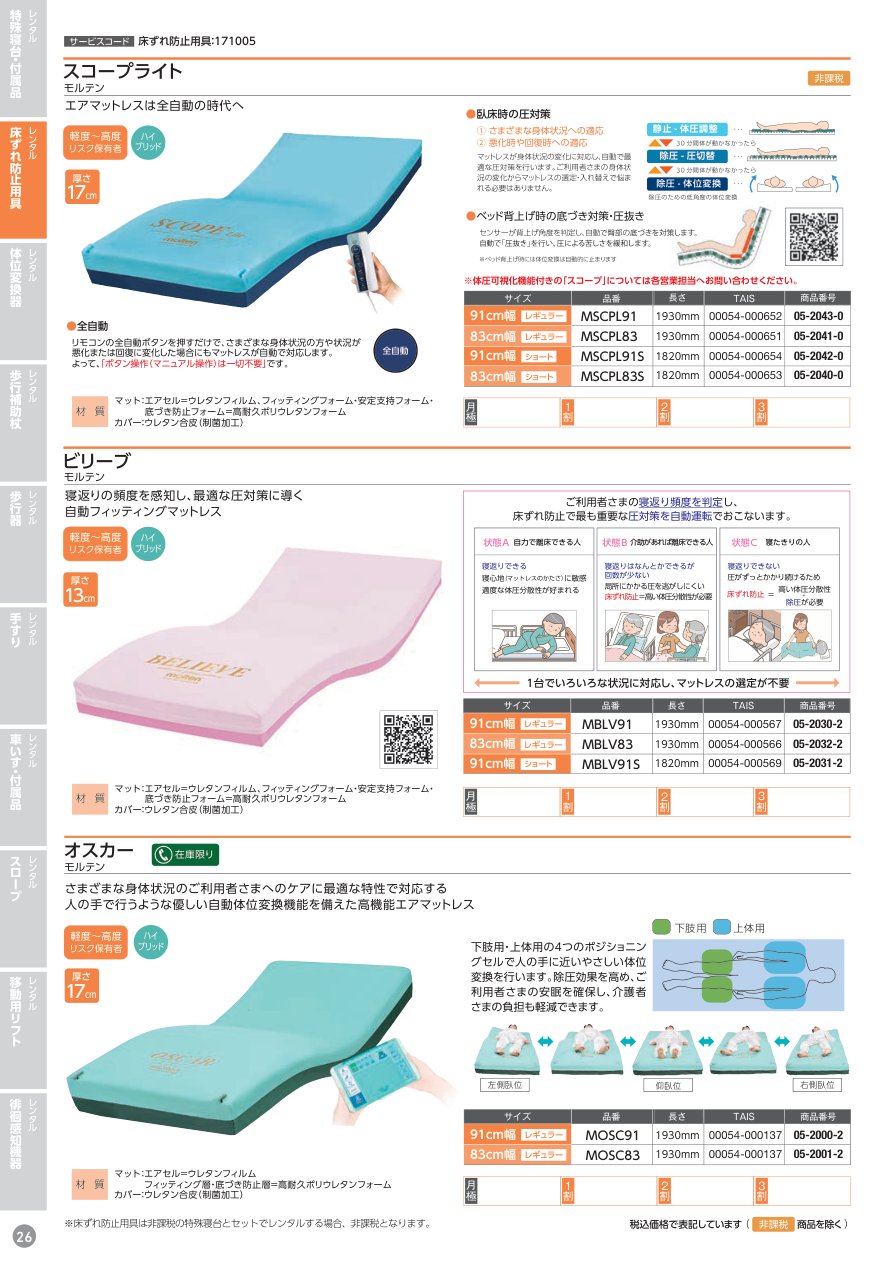 サービスコード 床ずれ防止用具:171005
スコープライト
モルテン
非課税
エアマットレスは全自動の時代へ
軽度～高度
リスク保有者
ハイ
ブリッド
厚さ
17cm
SCOPE LITE
molten
●全自動
リモコンの全自動ボタンを押すだけで、さまざまな身体状況の方や状況が
悪化または回復に変化した場合にもマットレスが自動で対応します。
よって、「ボタン操作(マニュアル操作)は一切不要」です。
全自動
材 質
マット:エアセル=ウレタンフィルム、フィッティングフォーム・安定支持フォーム・
底づき防止フォーム=高耐久ポリウレタンフォーム
カバー:ウレタン合皮(制菌加工)
●臥床時の圧対策
① さまざまな身体状況への適応
② 悪化時や回復時への適応
マットレスが身体状況の変化に対応し、自動で最
適な圧対策を行います。ご利用者さまの身体状
況の変化からマットレスの選定・入れ替えで悩ま
れる必要はありません。
静止-体圧調整
30分間体が動かなかったら
除圧-圧切替
30分間体が動かなかったら
除圧-体位変換
除圧のための低角度の体位変換
●ベッド背上げ時の底づき対策・圧抜き
センサーが背上げ角度を判定し、自動で臀部の底づきを対策します。
自動で「圧抜き」を行い、圧による苦しさを緩和します。
※ベッド背上げ時には体位変換は自動的に止まります
※体圧可視化機能付きの「スコープ」については各営業担当へお問い合わせください。
サイズ 品番 長さ TAIS 商品番号
91cm幅 レギュラー MSCPL91 1930mm 00054-000652 05-2043-0
83cm幅 レギュラー MSCPL83 1930mm 00054-000651 05-2041-0
91cm幅 ショート MSCPL91S 1820mm 00054-000654 05-2042-0
83cm幅 ショート MSCPL83S 1820mm 00054-000653 05-2040-0
月極 1割 2割 3割
ビリーブ
モルテン
寝返りの頻度を感知し、最適な圧対策に導く
自動フィッティングマットレス
軽度～高度
リスク保有者
ハイ
ブリッド
厚さ
13cm
BELIEVE
molten
材 質
マット:エアセル=ウレタンフィルム、フィッティングフォーム・安定支持フォーム・
底づき防止フォーム=高耐久ポリウレタンフォーム
カバー:ウレタン合皮(制菌加工)
ご利用者さまの寝返り頻度を判定し、
床ずれ防止で最も重要な圧対策を自動運転でおこないます。
状態A 自力で離床できる人
寝返りできる
寝心地(マットレスのかたさ)に敏感
適度な体圧分散性が好まれる
状態B 介助があれば離床できる人
寝返りはなんとかできるが
回数が少ない
局所にかかる圧を逃がしにくい
床ずれ防止=高い体圧分散性が必要
状態C 寝たきりの人
寝返りできない
圧がずっとかかり続けるため
床ずれ防止 = 高い体圧分散性
除圧が必要
1台でいろいろな状況に対応し、マットレスの選定が不要
サイズ 品番 長さ TAIS 商品番号
91cm幅 レギュラー MBLV91 1930mm 00054-000567 05-2030-2
83cm幅 レギュラー MBLV83 1930mm 00054-000566 05-2032-2
91cm幅 ショート MBLV91S 1820mm 00054-000569 05-2031-2
月極 1割 2割 3割
オスカー
在庫限り
モルテン
さまざまな身体状況のご利用者さまへのケアに最適な特性で対応する
人の手で行うような優しい自動体位変換機能を備えた高機能エアマットレス
軽度～高度
リスク保有者
ハイ
ブリッド
厚さ
17cm
OSCAR
材 質
マット:エアセル=ウレタンフィルム
フィッティング層・底づき防止層=高耐久ポリウレタンフォーム
カバー:ウレタン合皮(制菌加工)
下肢用 上体用
下肢用・上体用の4つのポジショニン
グセルで人の手に近いやさしい体位
変換を行います。除圧効果を高め、ご
利用者さまの安眠を確保し、介護者
さまの負担も軽減できます。
左側臥位 仰臥位 右側臥位
サイズ 品番 長さ TAIS 商品番号
91cm幅 レギュラー MOSC91 1930mm 00054-000137 05-2000-2
83cm幅 レギュラー MOSC83 1930mm 00054-000137 05-2001-2
月極 1割 2割 3割
※床ずれ防止用具は非課税の特殊寝台とセットでレンタルする場合、非課税となります。
税込価格で表記しています( 非課税 商品を除く)
レンタル 特殊寝台・付属品
レンタル 床ずれ防止用具
レンタル 体位変換器
レンタル 歩行補助杖
レンタル 歩行器
レンタル 手すり
レンタル 車いす・付属品
レンタル スロープ
レンタル 移動用リフト
レンタル 徘徊感知機器
26